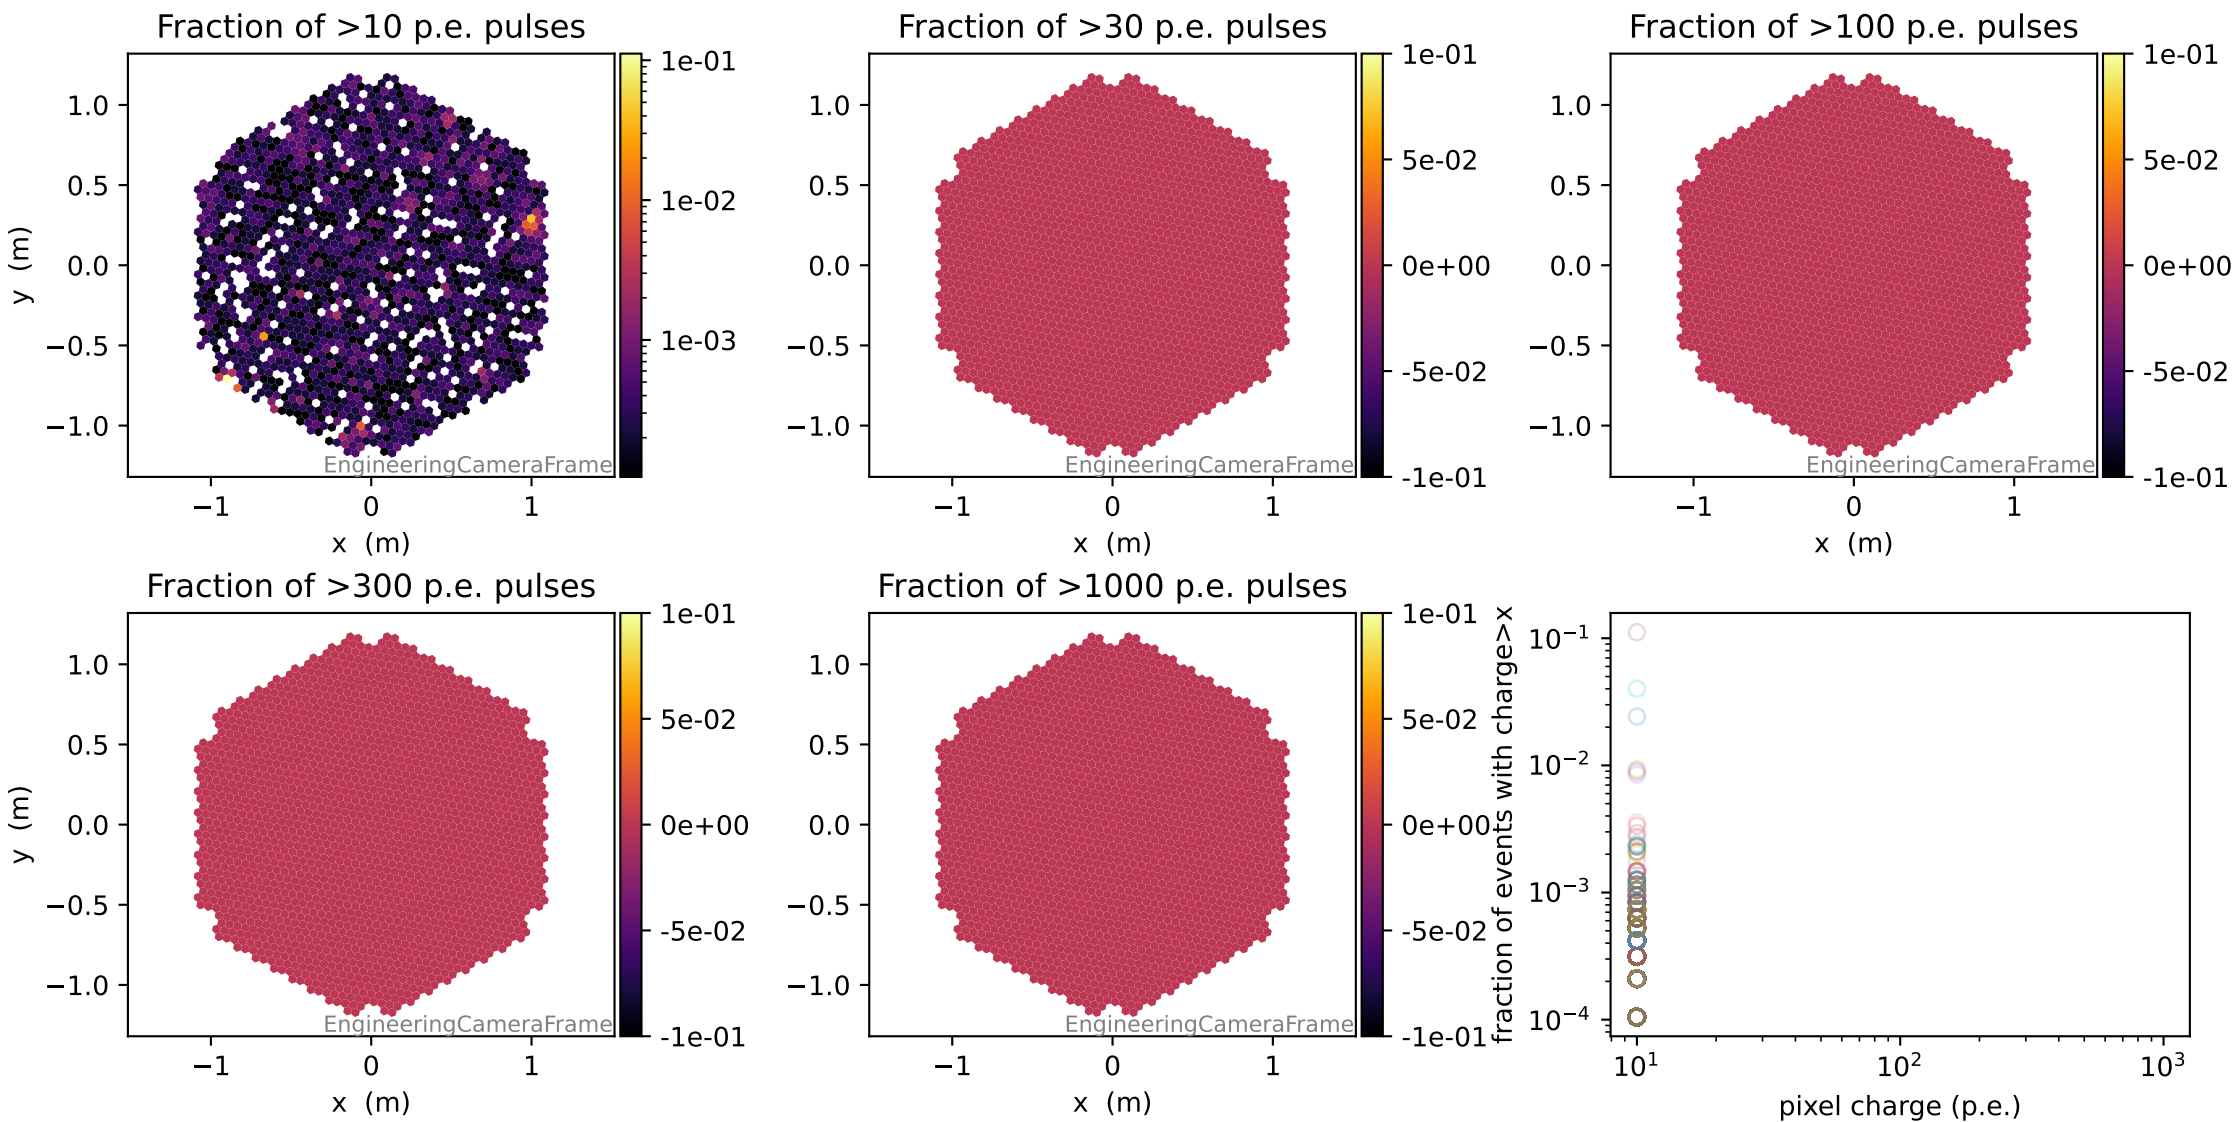 Fraction of >10 p.e. pulses
1.0
0.5
0.0
−0.5
−1.0
y (m)
−1
0
1
x (m)
EngineeringCameraFrame
1e-01
1e-02
1e-03
Fraction of >30 p.e. pulses
1.0
0.5
0.0
−0.5
−1.0
−1
0
1
x (m)
EngineeringCameraFrame
1e-01
5e-02
0e+00
-5e-02
-1e-01
Fraction of >100 p.e. pulses
1.0
0.5
0.0
−0.5
−1.0
−1
0
1
x (m)
EngineeringCameraFrame
1e-01
5e-02
0e+00
-5e-02
-1e-01
Fraction of >300 p.e. pulses
1.0
0.5
0.0
−0.5
−1.0
y (m)
−1
0
1
x (m)
EngineeringCameraFrame
1e-01
5e-02
0e+00
-5e-02
-1e-01
Fraction of >1000 p.e. pulses
1.0
0.5
0.0
−0.5
−1.0
−1
0
1
x (m)
EngineeringCameraFrame
1e-01
5e-02
0e+00
-5e-02
-1e-01
fraction of events with charge>x
10⁻¹
10⁻²
10⁻³
10⁻⁴
10¹
10²
10³
pixel charge (p.e.)